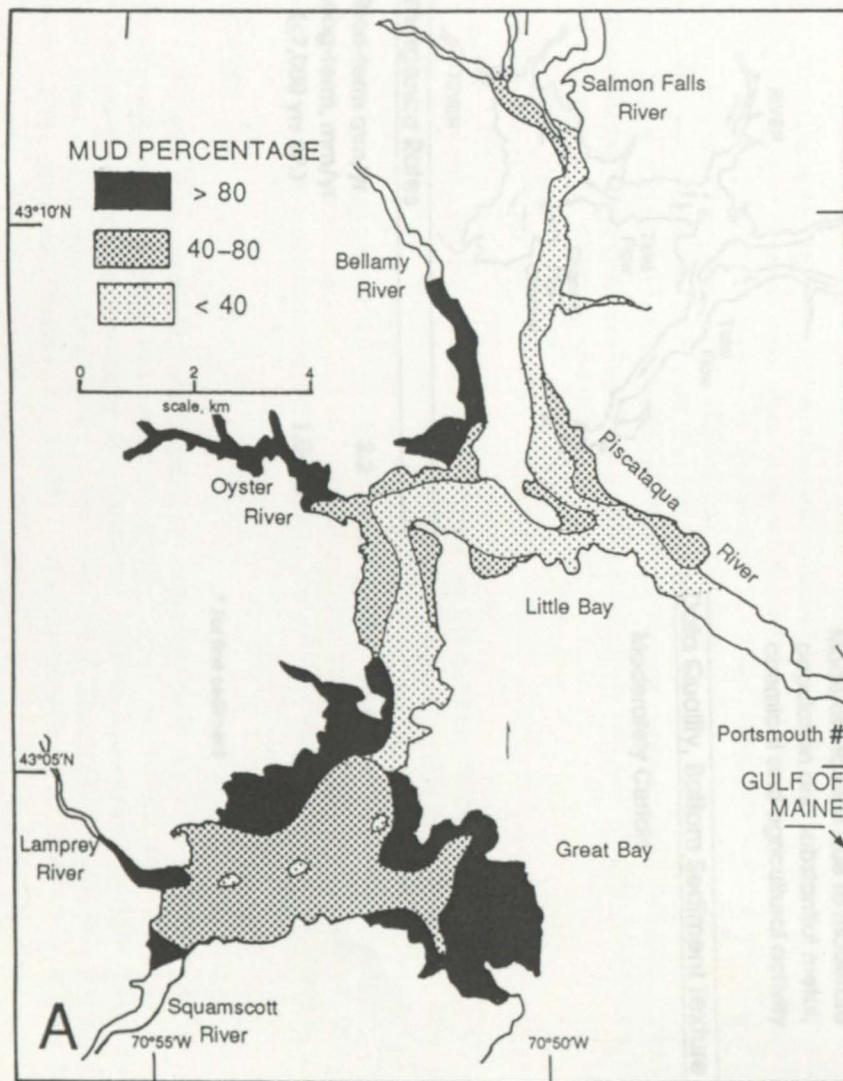 Salmon Falls
River
MUD PERCENTAGE
> 80
40–80
< 40
43°10'N
Bellamy
River
0 2 4
scale, km
Oyster
River
Piscataqua
River
Little Bay
Portsmouth #
43°05'N
GULF OF
MAINE
Lamprey
River
Great Bay
Squamscott
River
A
70°55'W
70°50'W